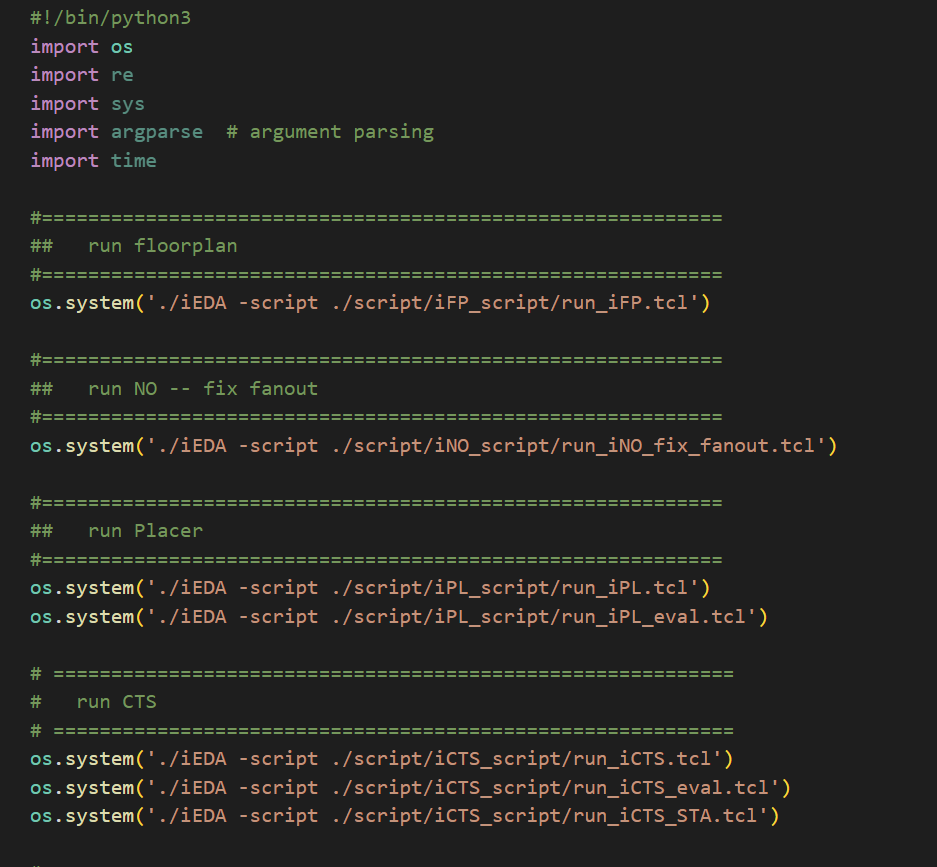 #!/bin/python3
import os
import re
import sys
import argparse  # argument parsing
import time
#===========================================================
##   run floorplan
#===========================================================
os.system('./iEDA -script ./script/iFP_script/run_iFP.tcl')
#===========================================================
##   run NO -- fix fanout
#===========================================================
os.system('./iEDA -script ./script/iNO_script/run_iNO_fix_fanout.tcl')
#===========================================================
##   run Placer
#===========================================================
os.system('./iEDA -script ./script/iPL_script/run_iPL.tcl')
os.system('./iEDA -script ./script/iPL_script/run_iPL_eval.tcl')
# ===========================================================
#   run CTS
# ===========================================================
os.system('./iEDA -script ./script/iCTS_script/run_iCTS.tcl')
os.system('./iEDA -script ./script/iCTS_script/run_iCTS_eval.tcl')
os.system('./iEDA -script ./script/iCTS_script/run_iCTS_STA.tcl')